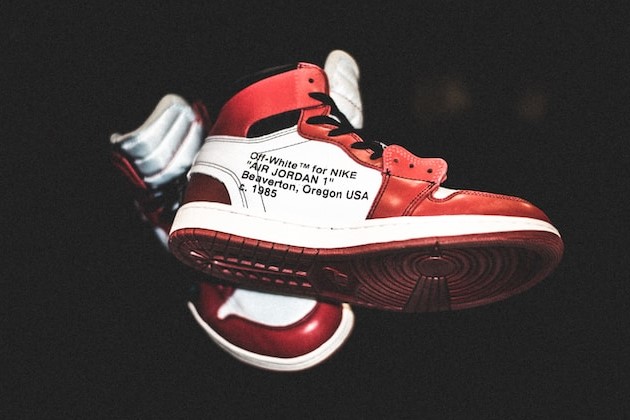 Off-White™ for NIKE
"AIR JORDAN 1"
Beaverton, Oregon USA
c. 1985